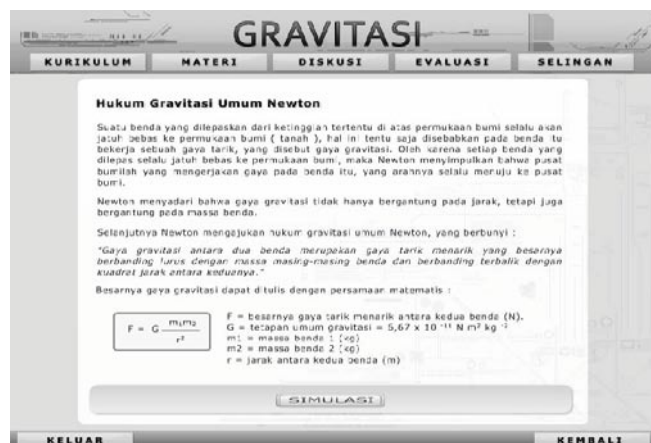 GRAVITASI
KURIKULUM MATERI DISKUSI EVALUASI SELINGAN
Hukum Gravitasi Umum Newton
Suatu benda yang dilepaskan dari ketinggian tertentu di atas permukaan bumi selalu akan
jatuh bebas ke permukaan bumi ( tanah ), hal ini tentu saja disebabkan pada benda itu
bekerja sebuah gaya tarik, yang disebut gaya gravitasi. Oleh karena setiap benda yang
dilepas selalu jatuh bebas ke permukaan bumi, maka Newton menyimpulkan bahwa pusat
bumilah yang mengerjakan gaya pada benda itu, yang arahnya selalu menuju ke pusat
bumi.
Newton menyadari bahwa gaya gravitasi tidak hanya bergantung pada jarak, tetapi juga
bergantung pada massa benda.
Selanjutnya Newton mengajukan hukum gravitasi umum Newton, yang berbunyi :
"Gaya gravitasi antara dua benda merupakan gaya tarik menarik yang besarnya
berbanding lurus dengan massa masing-masing benda dan berbanding terbalik dengan
kuadrat jarak antara keduanya."
Besarnya gaya gravitasi dapat ditulis dengan persamaan matematis :
F = G m₁m₂ / r²
F = besarnya gaya tarik menarik antara kedua benda (N).
G = tetapan umum gravitasi = 5,67 x 10 ⁻¹¹ N m² kg ⁻²
m1 = massa benda 1 (kg)
m2 = massa benda 2 (kg)
r = jarak antara kedua benda (m)
SIMULASI
KELUAR KEMBALI